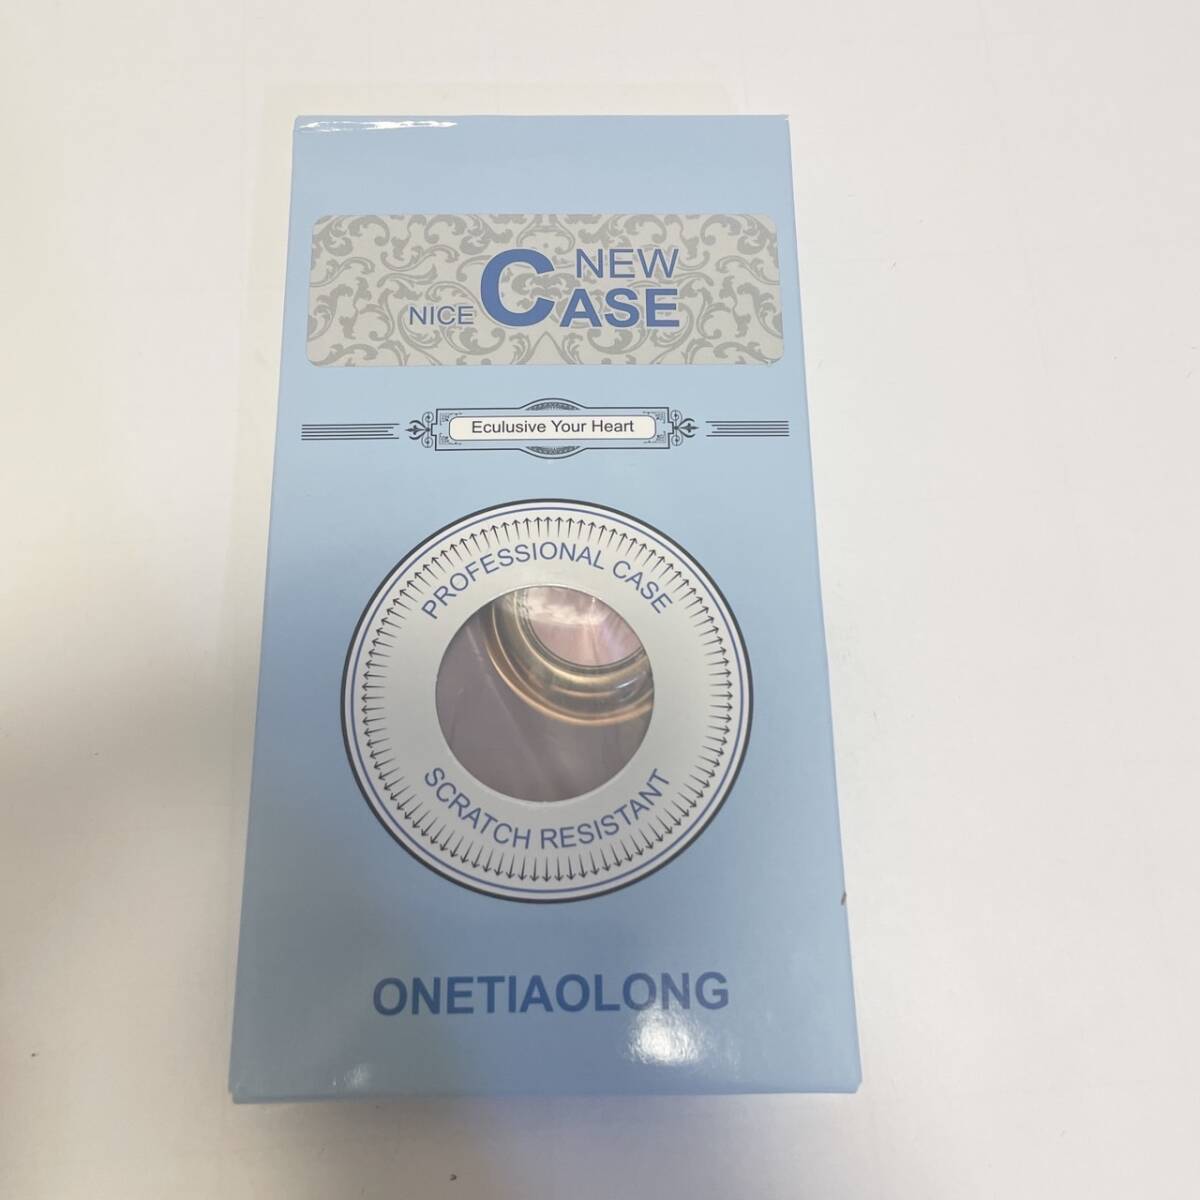 NEW
NICE CASE
Eculusive Your Heart
PROFESSIONAL CASE
SCRATCH RESISTANT
ONETIAOLONG